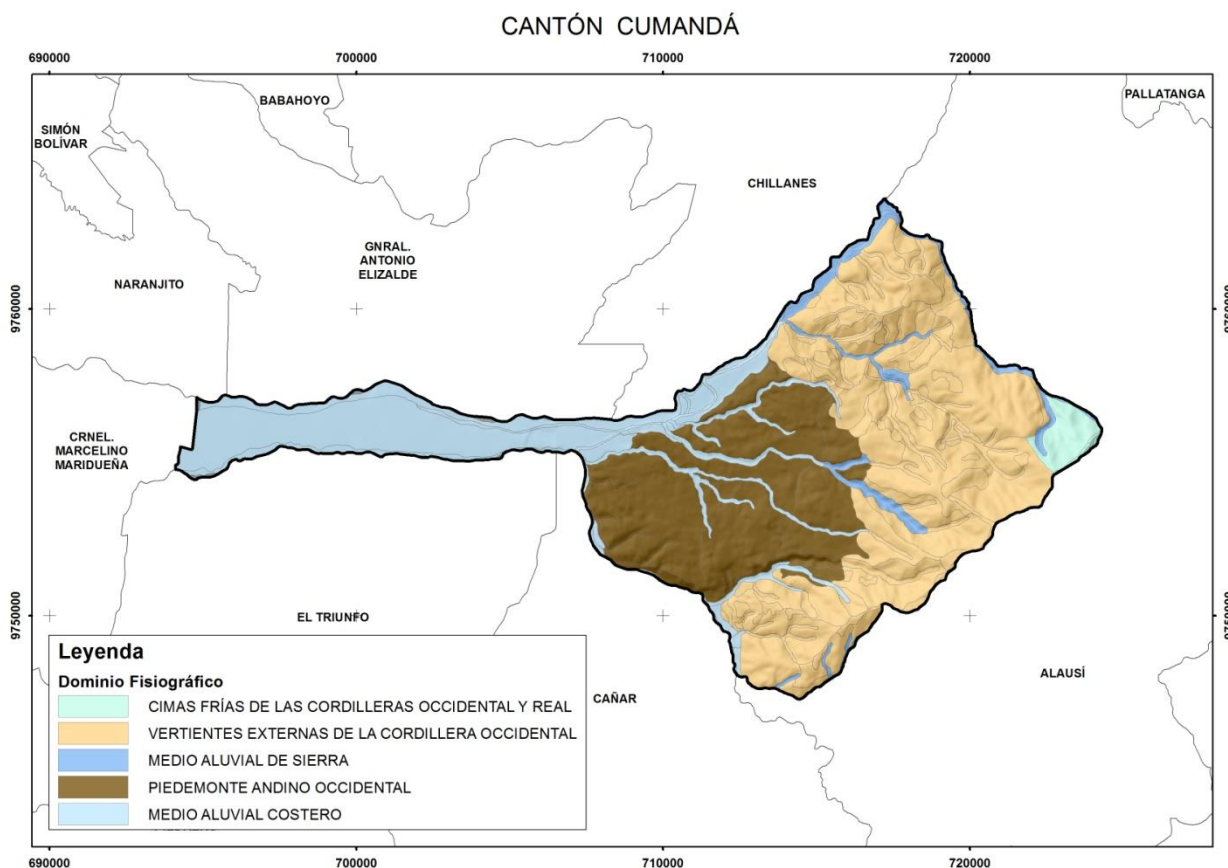 CANTÓN CUMANDÁ
690000
700000
710000
720000
PALLATANGA
BABAHOYO
SIMÓN
BOLÍVAR
CHILLANES
GNRAL.
ANTONIO
ELIZALDE
NARANJITO
9760000
CRNEL.
MARCELINO
MARIDUEÑA
9750000
EL TRIUNFO
ALAUSÍ
CAÑAR
Leyenda
Dominio Fisiográfico
CIMAS FRÍAS DE LAS CORDILLERAS OCCIDENTAL Y REAL
VERTIENTES EXTERNAS DE LA CORDILLERA OCCIDENTAL
MEDIO ALUVIAL DE SIERRA
PIEDEMONTE ANDINO OCCIDENTAL
MEDIO ALUVIAL COSTERO
690000
700000
710000
720000